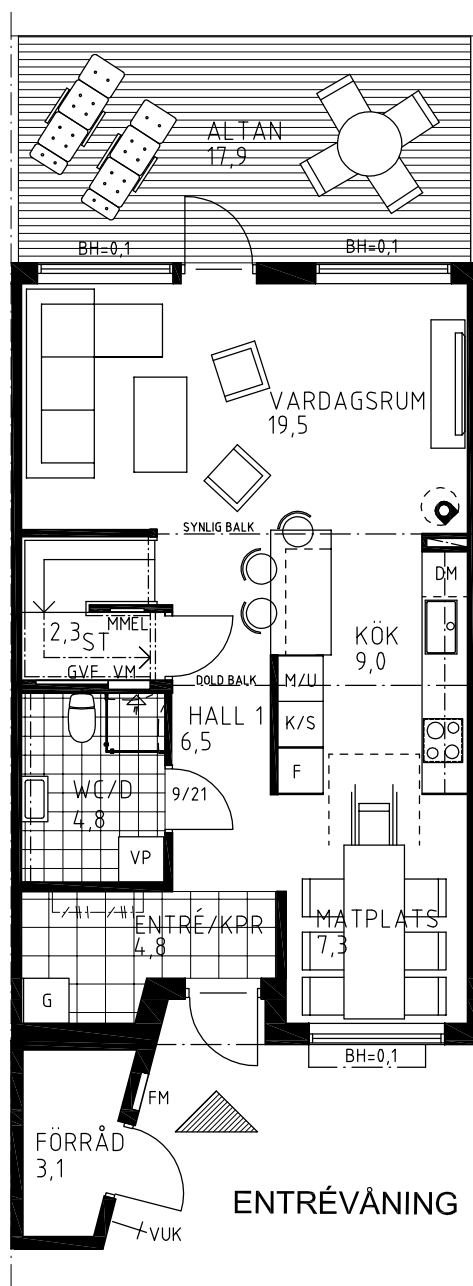 ALTAN
17,9
BH=0,1
BH=0,1
VARDAGSRUM
19,5
SYNLIG BALK
DM
MMEL
2,3
ST
GVF VM
KÖK
9,0
DOLD BALK
M/U
HALL 1
6,5
K/S
WC/D
4,8
9/21
F
VP
ENTRÉ/KPR
4,8
MATPLATS
7,3
G
BH=0,1
FM
FÖRRÅD
3,1
ENTRÉVÅNING
VUK